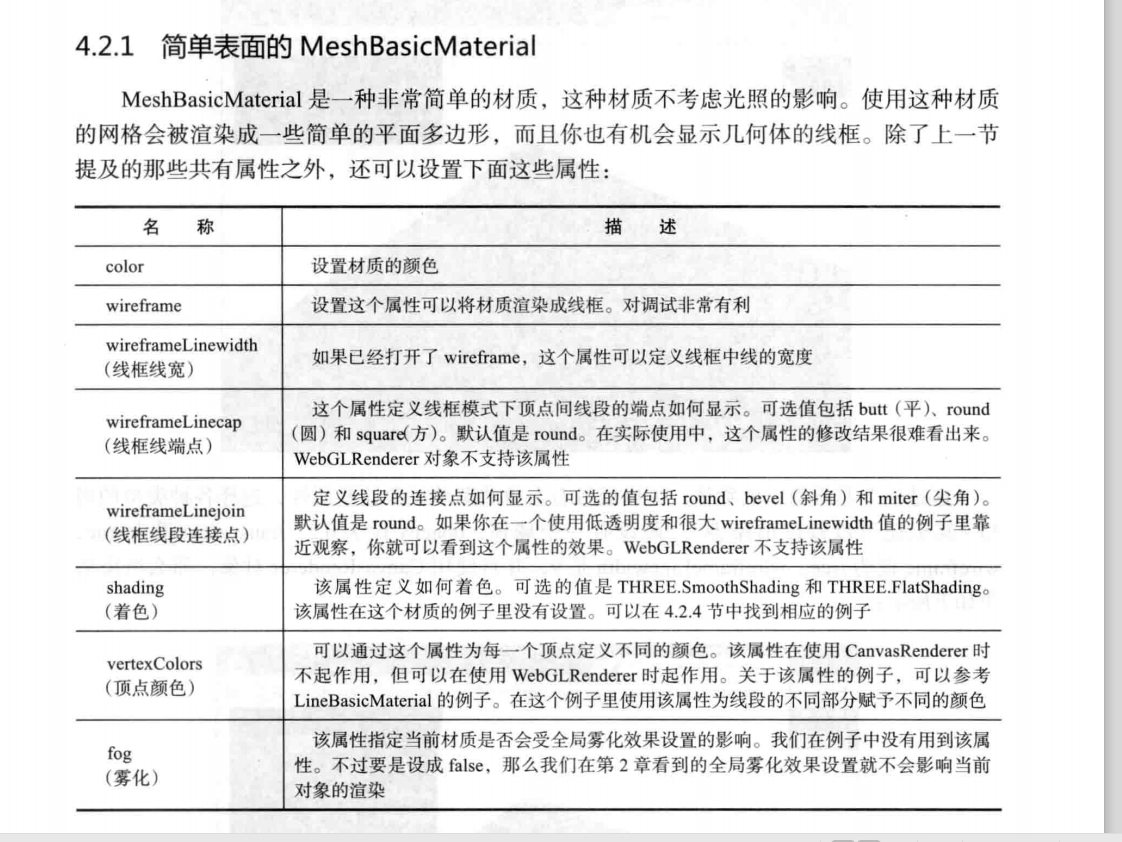 4.2.1 简单表面的 MeshBasicMaterial
MeshBasicMaterial 是一种非常简单的材质，这种材质不考虑光照的影响。使用这种材质
的网格会被渲染成一些简单的平面多边形，而且你也有机会显示几何体的线框。除了上一节
提及的那些共有属性之外，还可以设置下面这些属性：
名 称
描 述
color
设置材质的颜色
wireframe
设置这个属性可以将材质渲染成线框。对调试非常有利
wireframeLinewidth
（线框线宽）
如果已经打开了 wireframe，这个属性可以定义线框中线的宽度
wireframeLinecap
（线框线端点）
这个属性定义线框模式下顶点间线段的端点如何显示。可选值包括 butt（平）、round
（圆）和 square(方）。默认值是 round。在实际使用中，这个属性的修改结果很难看出来。
WebGLRenderer 对象不支持该属性
wireframeLinejoin
（线框线段连接点）
定义线段的连接点如何显示。可选的值包括 round、bevel（斜角）和 miter（尖角）。
默认值是 round。如果你在一个使用低透明度和很大 wireframeLinewidth 值的例子里靠
近观察，你就可以看到这个属性的效果。WebGLRenderer 不支持该属性
shading
（着色）
该属性定义如何着色。可选的值是 THREE.SmoothShading 和 THREE.FlatShading。
该属性在这个材质的例子里没有设置。可以在 4.2.4 节中找到相应的例子
vertexColors
（顶点颜色）
可以通过这个属性为每一个顶点定义不同的颜色。该属性在使用 CanvasRenderer 时
不起作用，但可以在使用 WebGLRenderer 时起作用。关于该属性的例子，可以参考
LineBasicMaterial 的例子。在这个例子里使用该属性为线段的不同部分赋予不同的颜色
fog
（雾化）
该属性指定当前材质是否会受全局雾化效果设置的影响。我们在例子中没有用到该属
性。不过要是设成 false，那么我们在第 2 章看到的全局雾化效果设置就不会影响当前
对象的渲染